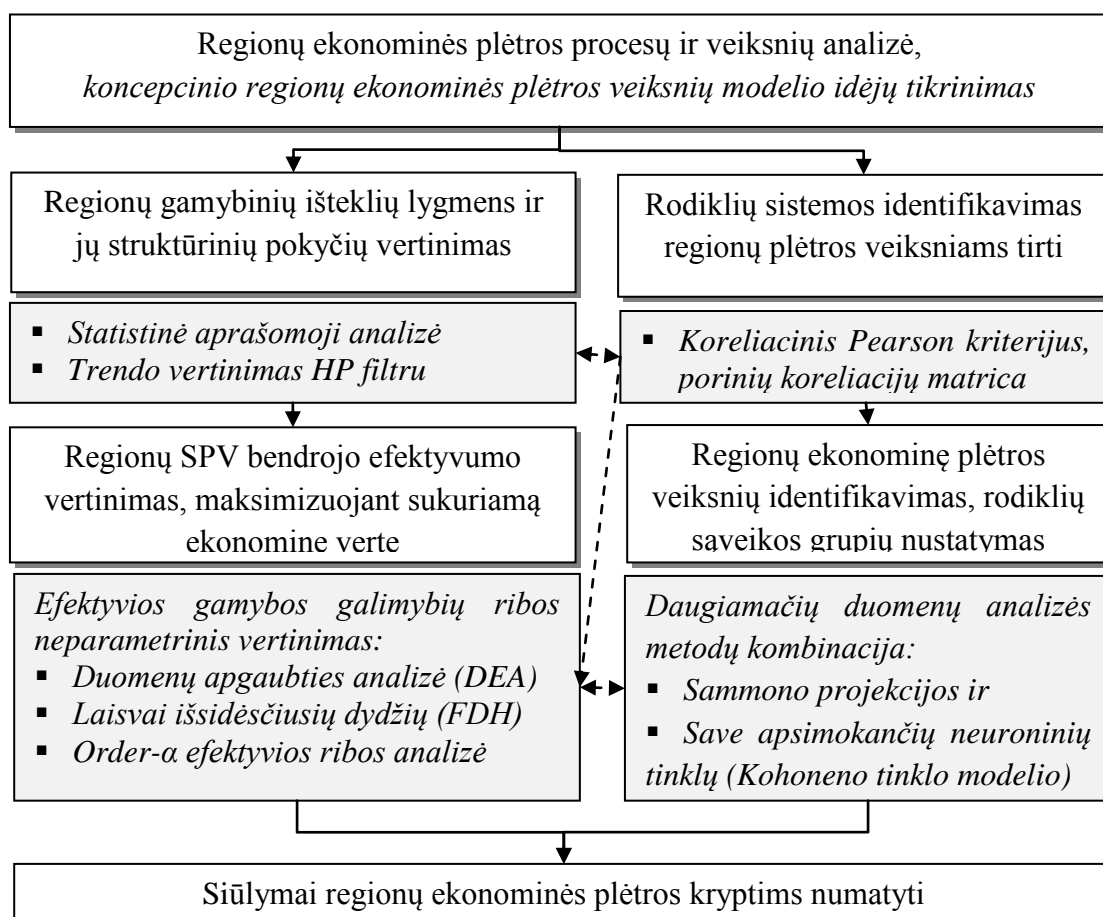 Regionų ekonominės plėtros procesų ir veiksnių analizė,
koncepcinio regionų ekonominės plėtros veiksnių modelio idėjų tikrinimas
Regionų gamybinių išteklių lygmens ir
jų struktūrinių pokyčių vertinimas
▪ Statistinė aprašomoji analizė
▪ Trendo vertinimas HP filtru
Regionų SPV bendrojo efektyvumo
vertinimas, maksimizuojant sukuriamą
ekonomine verte
Efektyvios gamybos galimybių ribos
neparametrinis vertinimas:
▪ Duomenų apgaubties analizė (DEA)
▪ Laisvai išsidėsčiusių dydžių (FDH)
▪ Order-α efektyvios ribos analizė
Rodiklių sistemos identifikavimas
regionų plėtros veiksniams tirti
▪ Koreliacinis Pearson kriterijus,
porinių koreliacijų matrica
Regionų ekonominę plėtros
veiksnių identifikavimas, rodiklių
sąveikos grupių nustatymas
Daugiamačių duomenų analizės
metodų kombinacija:
▪ Sammono projekcijos ir
▪ Save apsimokančių neuroninių
tinklų (Kohoneno tinklo modelio)
Siūlymai regionų ekonominės plėtros kryptims numatyti